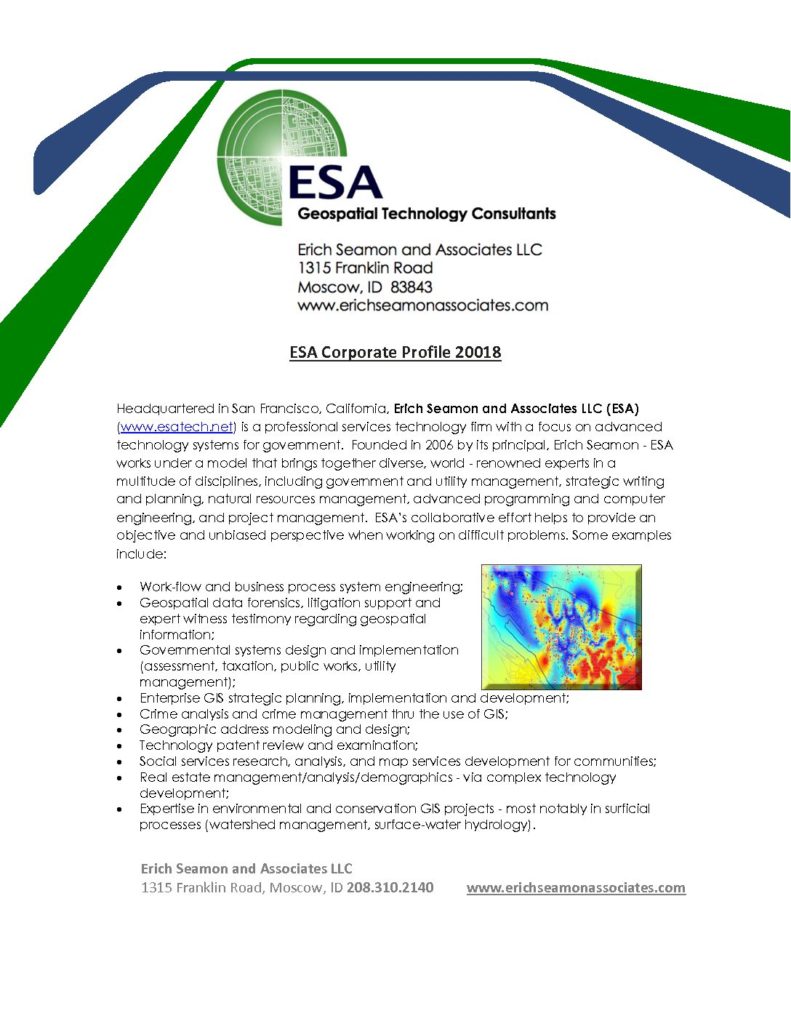 ESA
Geospatial Technology Consultants
Erich Seamon and Associates LLC
1315 Franklin Road
Moscow, ID  83843
www.erichseamonassociates.com
ESA Corporate Profile 20018
Headquartered in San Francisco, California, Erich Seamon and Associates LLC (ESA)
(www.esatech.net) is a professional services technology firm with a focus on advanced
technology systems for government.  Founded in 2006 by its principal, Erich Seamon - ESA
works under a model that brings together diverse, world - renowned experts in a
multitude of disciplines, including government and utility management, strategic writing
and planning, natural resources management, advanced programming and computer
engineering, and project management.  ESA's collaborative effort helps to provide an
objective and unbiased perspective when working on difficult problems. Some examples
include:
• Work-flow and business process system engineering;
• Geospatial data forensics, litigation support and
expert witness testimony regarding geospatial
information;
• Governmental systems design and implementation
(assessment, taxation, public works, utility
management);
• Enterprise GIS strategic planning, implementation and development;
• Crime analysis and crime management thru the use of GIS;
• Geographic address modeling and design;
• Technology patent review and examination;
• Social services research, analysis, and map services development for communities;
• Real estate management/analysis/demographics - via complex technology
development;
• Expertise in environmental and conservation GIS projects - most notably in surficial
processes (watershed management, surface-water hydrology).
Erich Seamon and Associates LLC
1315 Franklin Road, Moscow, ID 208.310.2140 www.erichseamonassociates.com